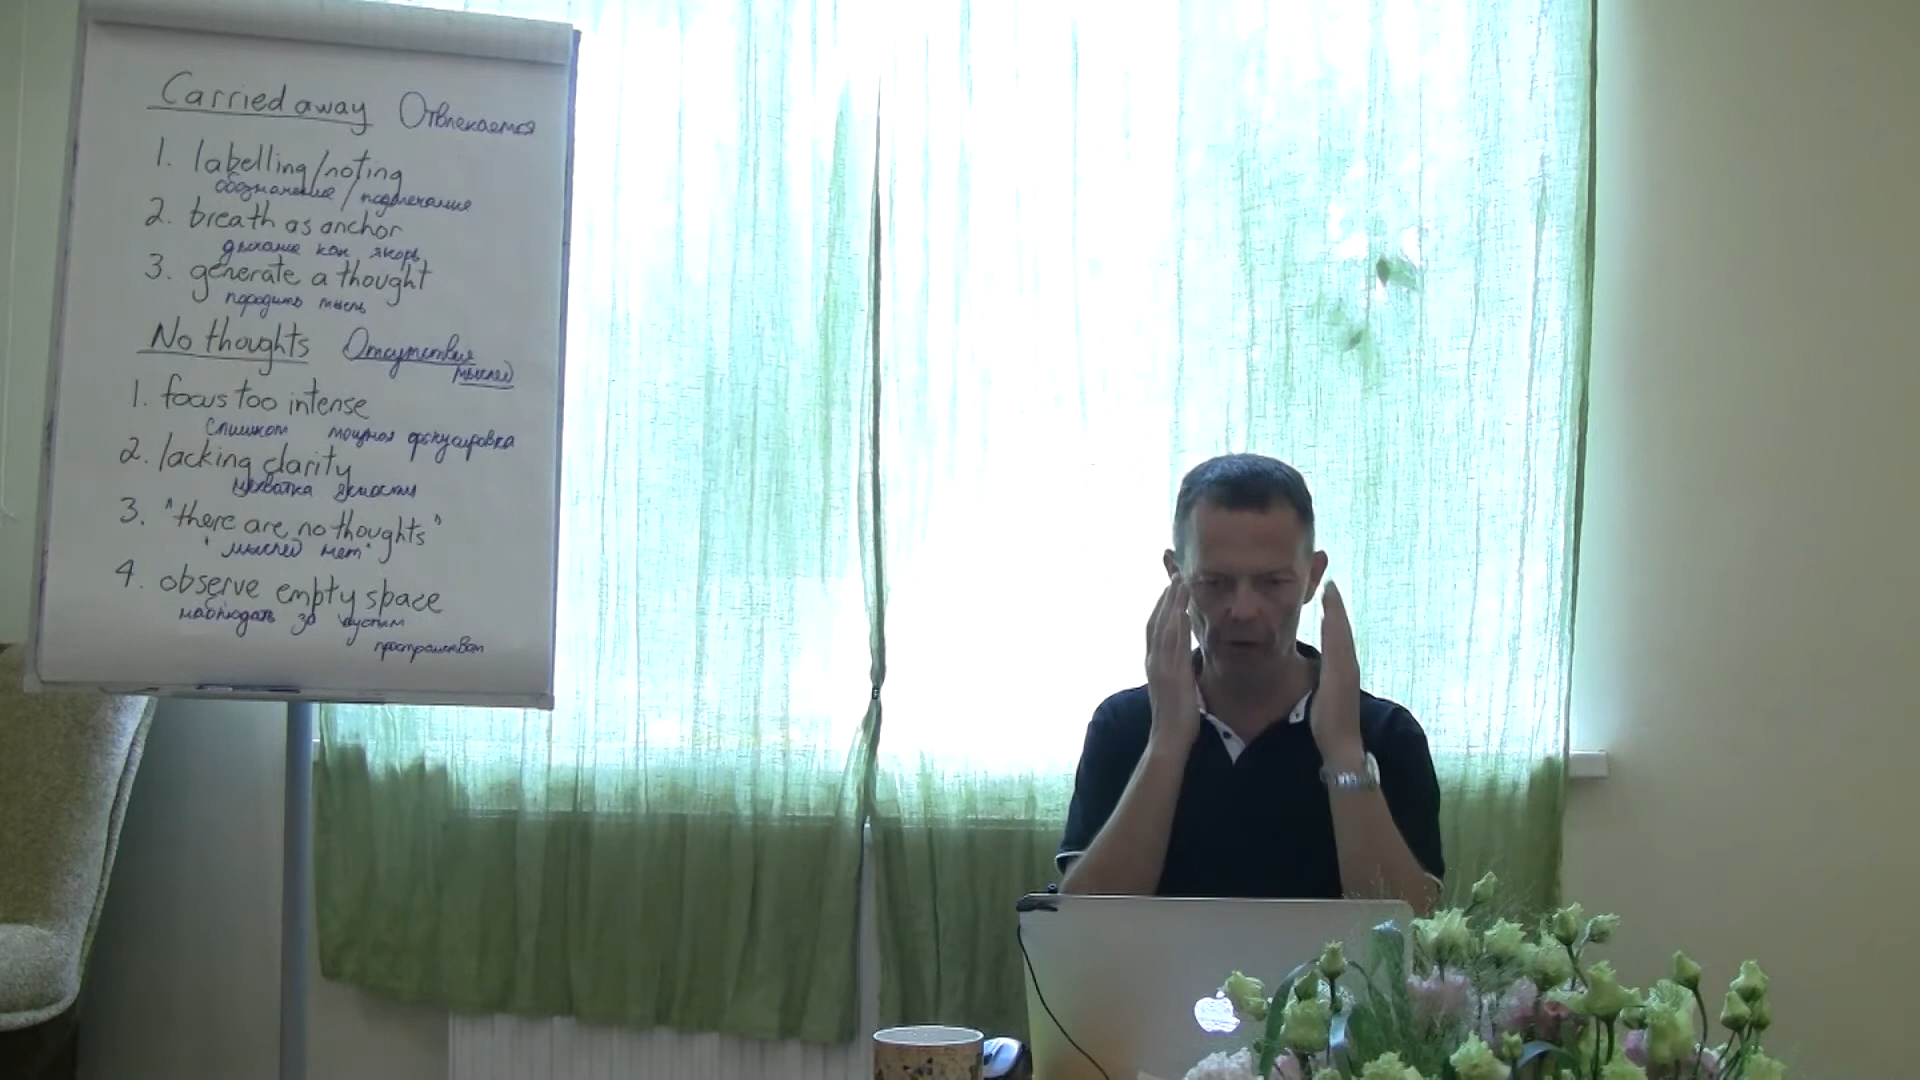 Carried away Отвлекаемся
1. labelling/noting
обозначение / подмечание
2. breath as anchor
дыхание как якорь
3. generate a thought
породить мысль
No thoughts Отсутствия
мыслей
1. focus too intense
слишком мощная фокусировка
2. lacking clarity
нехватка ясности
3. "there are no thoughts"
"мыслей нет"
4. observe empty space
наблюдать за пустым
пространством